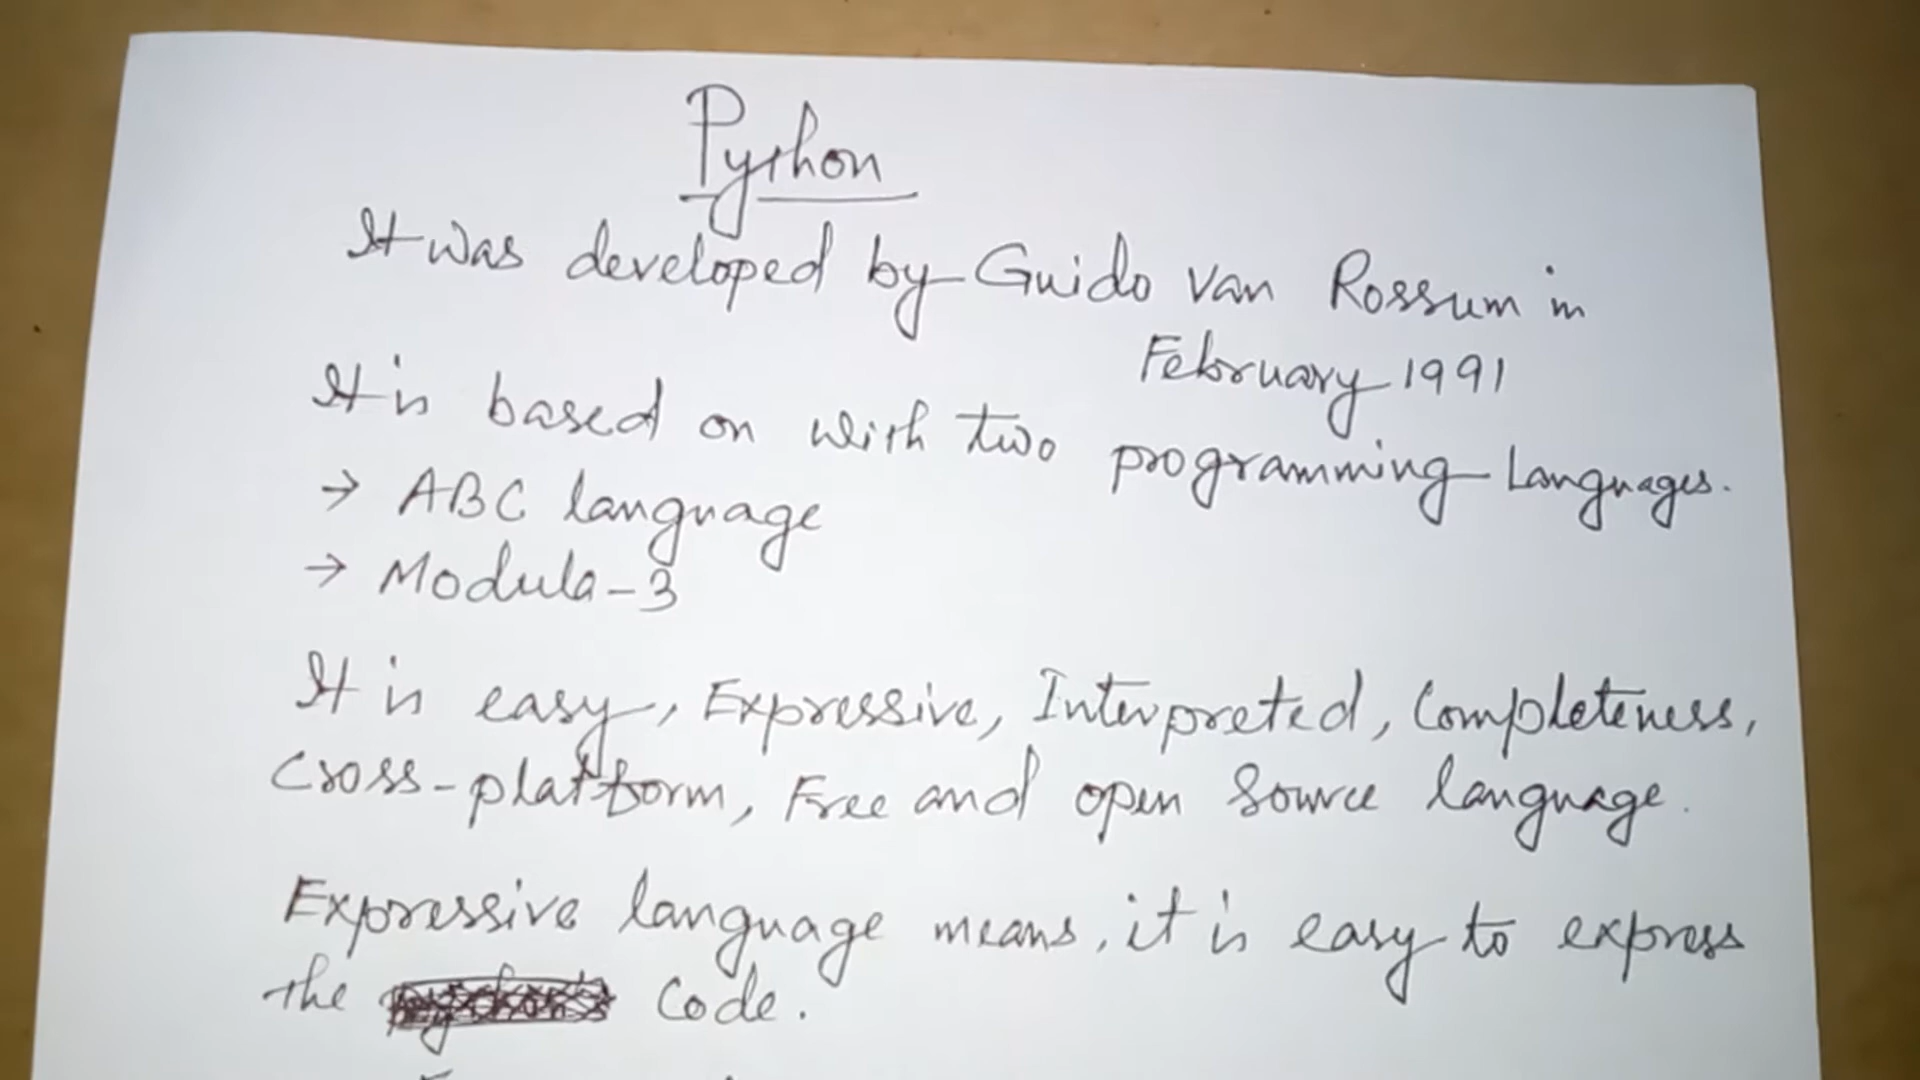 Python
It was developed by Guido van Rossum in
February 1991
It is based on with two programming Languages.
→ ABC language
→ Modula-3
It is easy, Expressive, Interpreted, Completeness,
Cross-platform, Free and open Source language.
Expressive language means, it is easy to express
the Code.